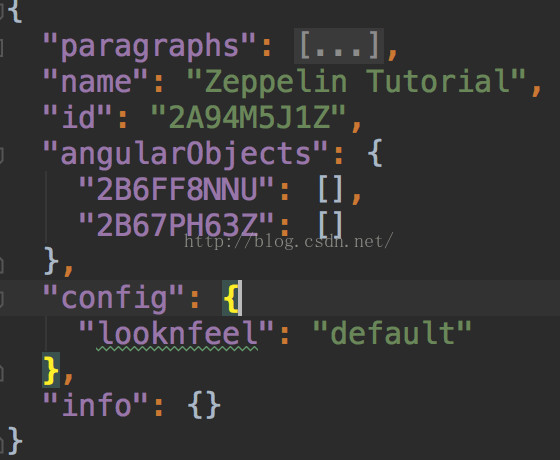 {
"paragraphs": [...],
"name": "Zeppelin Tutorial",
"id": "2A94M5J1Z",
"angularObjects": {
"2B6FF8NNU": [],
"2B67PH63Z": []
http://blog.csdn.net/
},
"config": {
"looknfeel": "default"
},
"info": {}
}